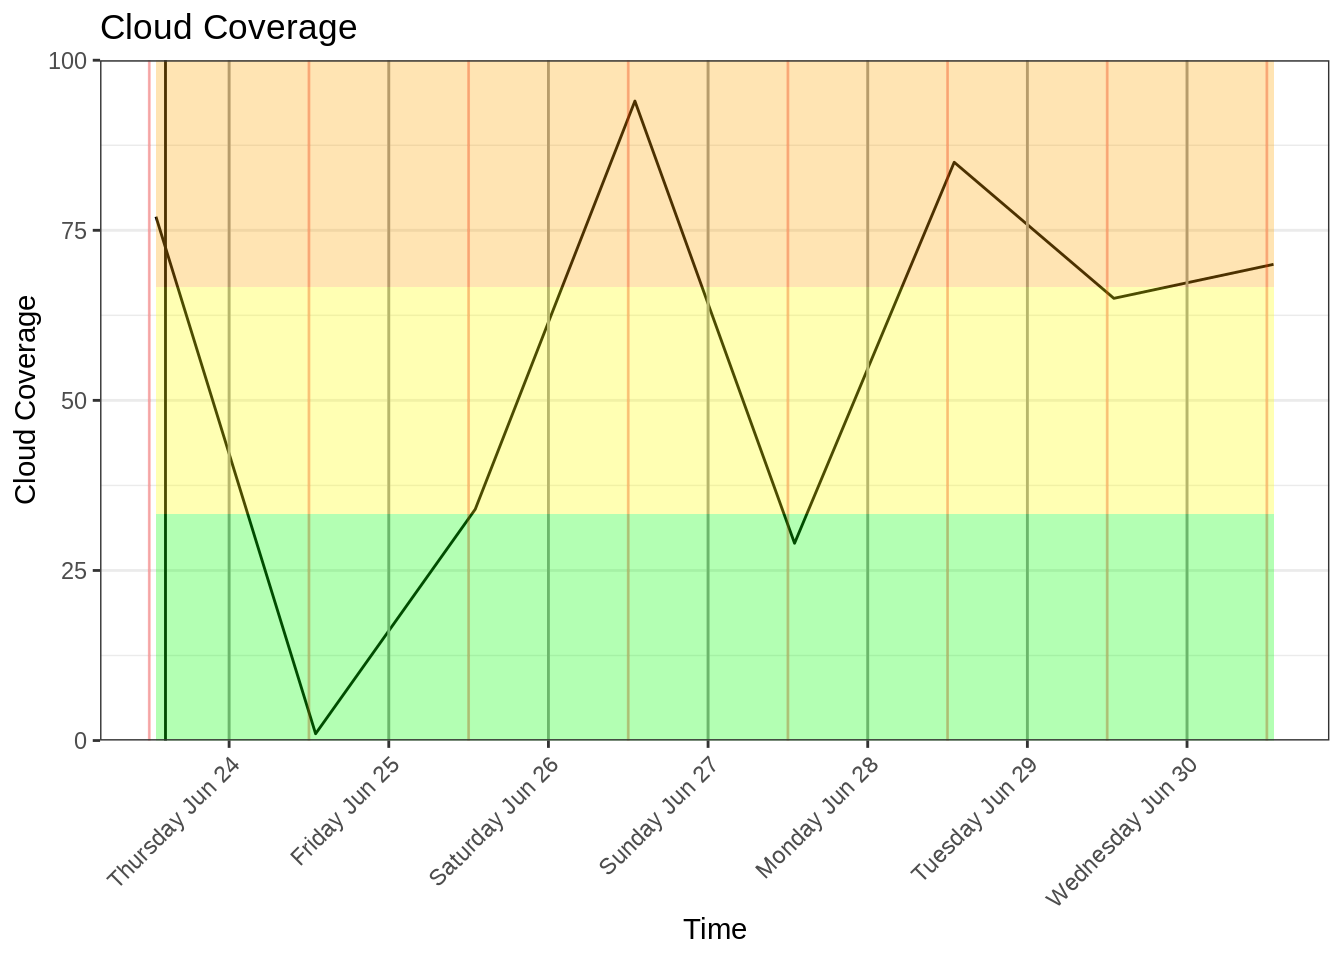 Cloud Coverage
100
75
50
25
0
Cloud Coverage
Thursday Jun 24
Friday Jun 25
Saturday Jun 26
Sunday Jun 27
Monday Jun 28
Tuesday Jun 29
Wednesday Jun 30
Time